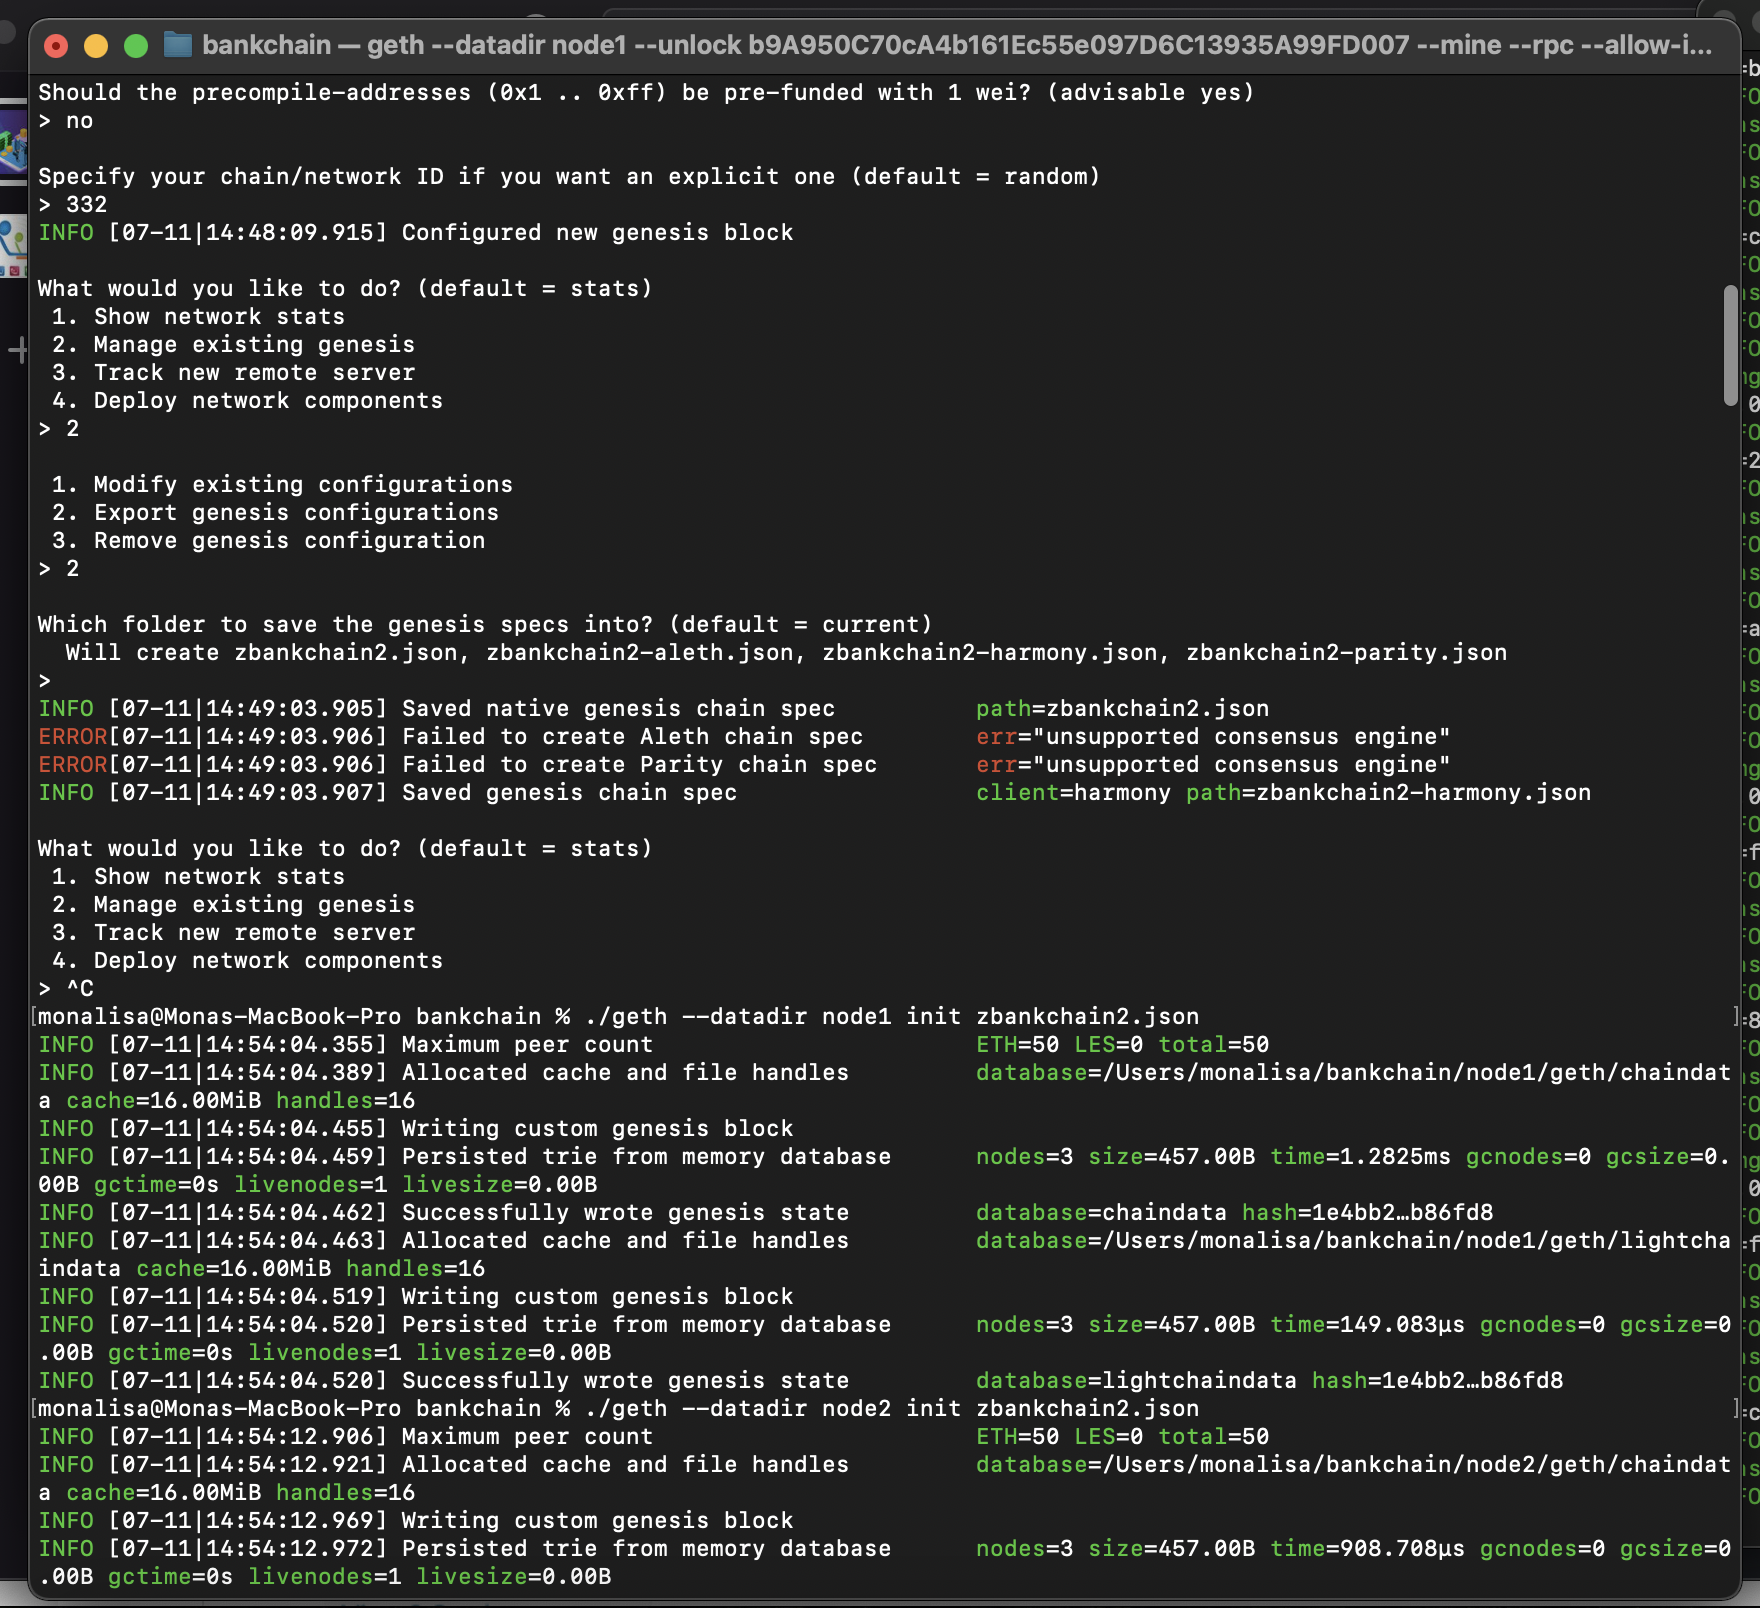 bankchain — geth --datadir node1 --unlock b9A950C70cA4b161Ec55e097D6C13935A99FD007 --mine --rpc --allow-i...
Should the precompile-addresses (0x1 .. 0xff) be pre-funded with 1 wei? (advisable yes)
> no
Specify your chain/network ID if you want an explicit one (default = random)
> 332
INFO [07-11|14:48:09.915] Configured new genesis block
What would you like to do? (default = stats)
1. Show network stats
2. Manage existing genesis
3. Track new remote server
4. Deploy network components
> 2
1. Modify existing configurations
2. Export genesis configurations
3. Remove genesis configuration
> 2
Which folder to save the genesis specs into? (default = current)
Will create zbankchain2.json, zbankchain2-aleth.json, zbankchain2-harmony.json, zbankchain2-parity.json
>
INFO [07-11|14:49:03.905] Saved native genesis chain spec path=zbankchain2.json
ERROR[07-11|14:49:03.906] Failed to create Aleth chain spec err="unsupported consensus engine"
ERROR[07-11|14:49:03.906] Failed to create Parity chain spec err="unsupported consensus engine"
INFO [07-11|14:49:03.907] Saved genesis chain spec client=harmony path=zbankchain2-harmony.json
What would you like to do? (default = stats)
1. Show network stats
2. Manage existing genesis
3. Track new remote server
4. Deploy network components
> ^C
[monalisa@Monas-MacBook-Pro bankchain % ./geth --datadir node1 init zbankchain2.json ]
INFO [07-11|14:54:04.355] Maximum peer count ETH=50 LES=0 total=50
INFO [07-11|14:54:04.389] Allocated cache and file handles database=/Users/monalisa/bankchain/node1/geth/chaindat
a cache=16.00MiB handles=16
INFO [07-11|14:54:04.455] Writing custom genesis block
INFO [07-11|14:54:04.459] Persisted trie from memory database nodes=3 size=457.00B time=1.2825ms gcnodes=0 gcsize=0.
00B gctime=0s livenodes=1 livesize=0.00B
INFO [07-11|14:54:04.462] Successfully wrote genesis state database=chaindata hash=1e4bb2…b86fd8
INFO [07-11|14:54:04.463] Allocated cache and file handles database=/Users/monalisa/bankchain/node1/geth/lightcha
indata cache=16.00MiB handles=16
INFO [07-11|14:54:04.519] Writing custom genesis block
INFO [07-11|14:54:04.520] Persisted trie from memory database nodes=3 size=457.00B time=149.083µs gcnodes=0 gcsize=0
.00B gctime=0s livenodes=1 livesize=0.00B
INFO [07-11|14:54:04.520] Successfully wrote genesis state database=lightchaindata hash=1e4bb2…b86fd8
[monalisa@Monas-MacBook-Pro bankchain % ./geth --datadir node2 init zbankchain2.json ]
INFO [07-11|14:54:12.906] Maximum peer count ETH=50 LES=0 total=50
INFO [07-11|14:54:12.921] Allocated cache and file handles database=/Users/monalisa/bankchain/node2/geth/chaindat
a cache=16.00MiB handles=16
INFO [07-11|14:54:12.969] Writing custom genesis block
INFO [07-11|14:54:12.972] Persisted trie from memory database nodes=3 size=457.00B time=908.708µs gcnodes=0 gcsize=0
.00B gctime=0s livenodes=1 livesize=0.00B